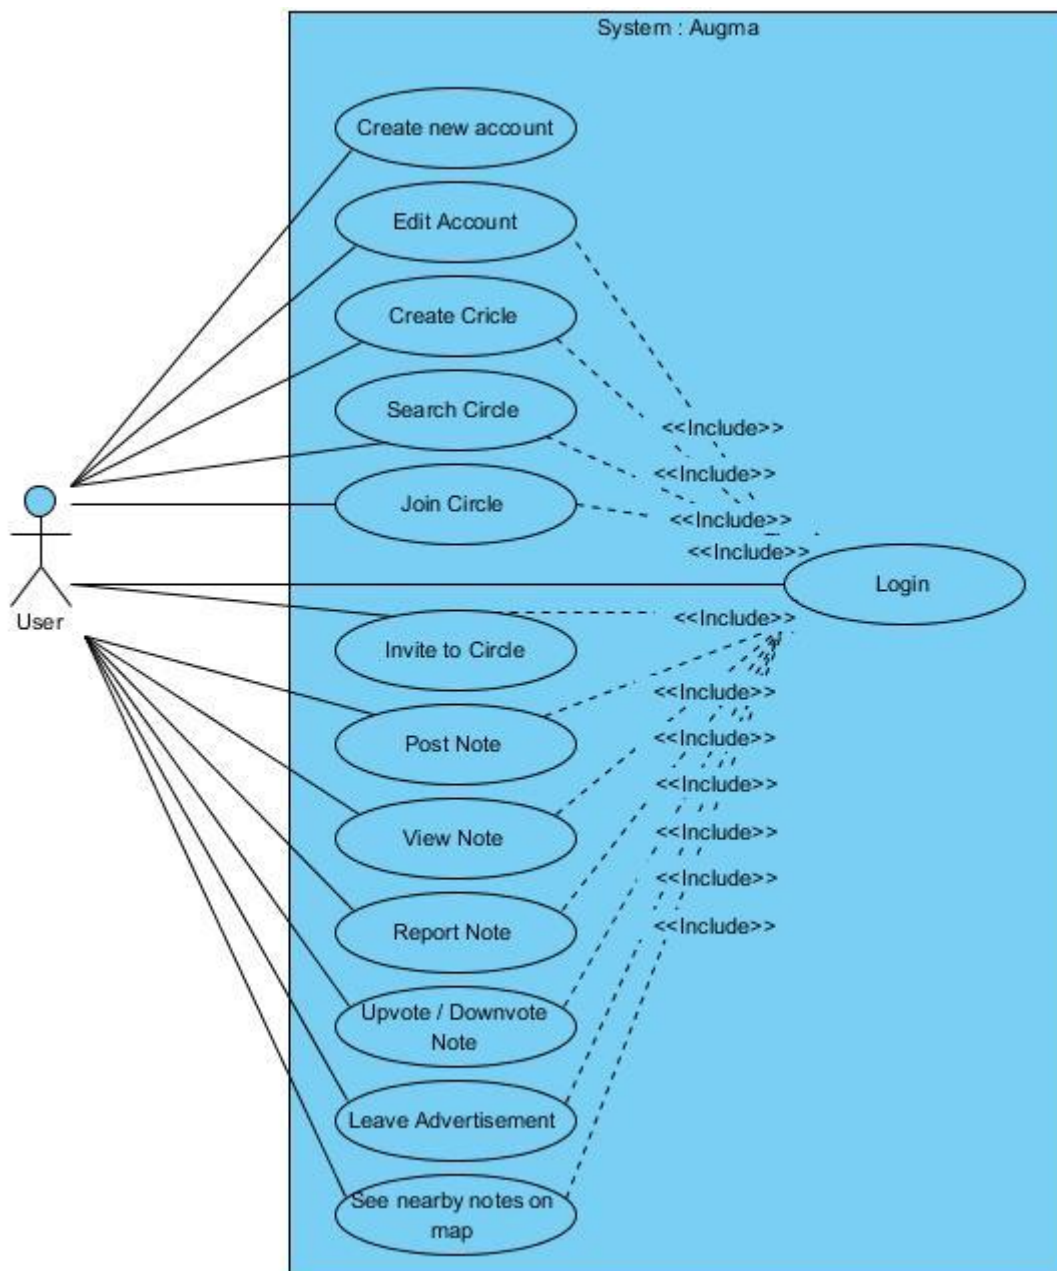 System : Augma
Create new account
Edit Account
Create Cricle
<<Include>>
Search Circle
<<Include>>
Join Circle
<<Include>>
<<Include>>
Login
User
<<Include>>
Invite to Circle
<<Include>>
Post Note
<<Include>>
<<Include>>
View Note
<<Include>>
<<Include>>
Report Note
<<Include>>
Upvote / Downvote
Note
Leave Advertisement
See nearby notes on
map